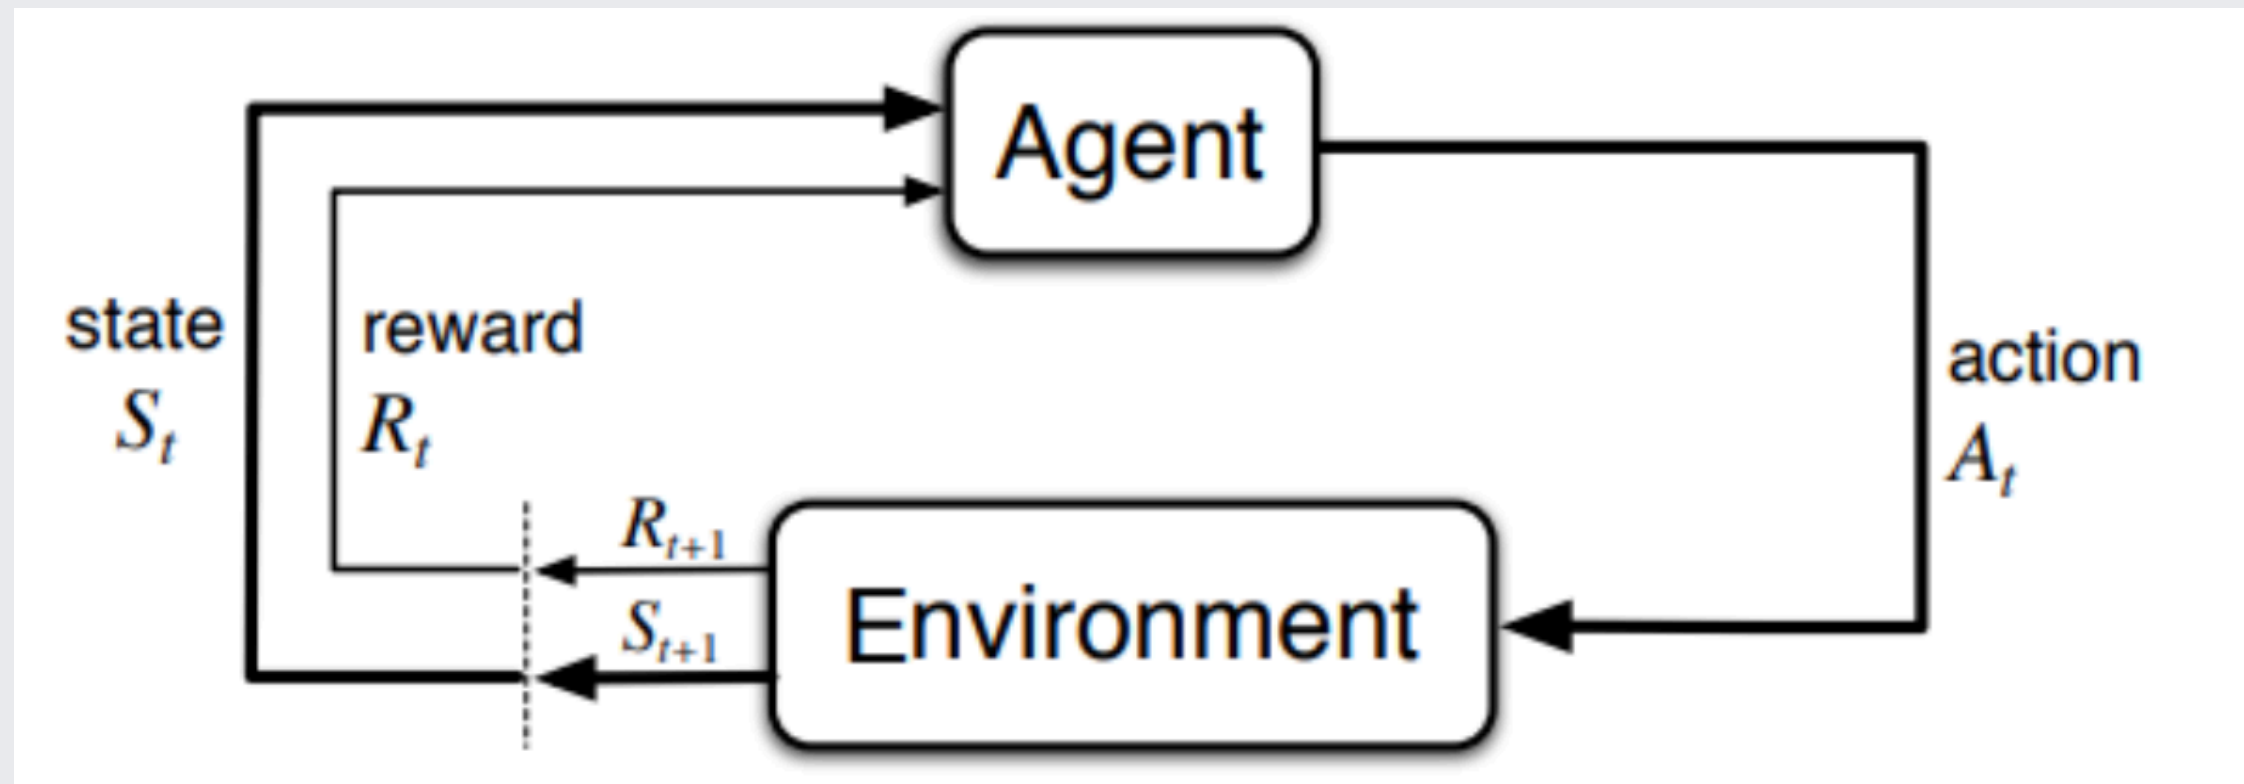 Agent
state
S_t
reward
R_t
action
A_t
R_{t+1}
S_{t+1}
Environment